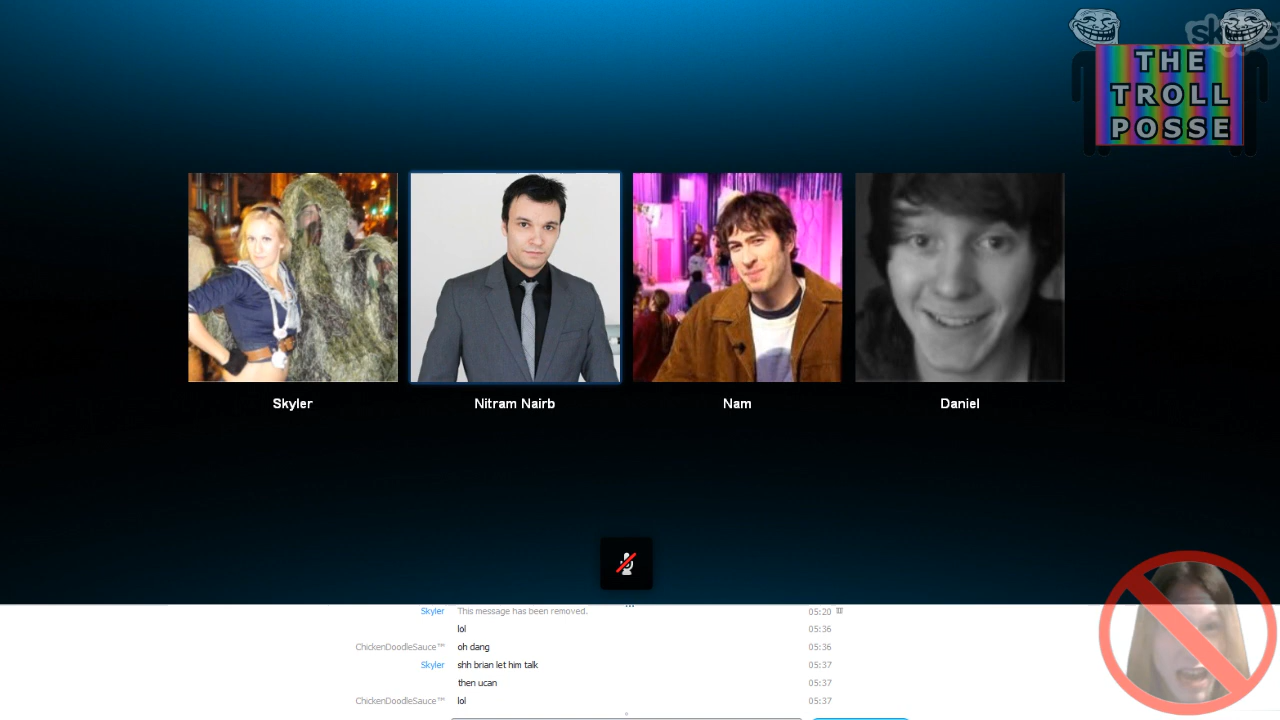 skype
THE
TROLL
POSSE
Skyler
Nitram Nairb
Nam
Daniel
Skyler This message has been removed. 05:20
lol 05:36
ChickenDoodleSauce™ oh dang 05:36
Skyler shh brian let him talk 05:37
then ucan 05:37
ChickenDoodleSauce™ lol 05:37